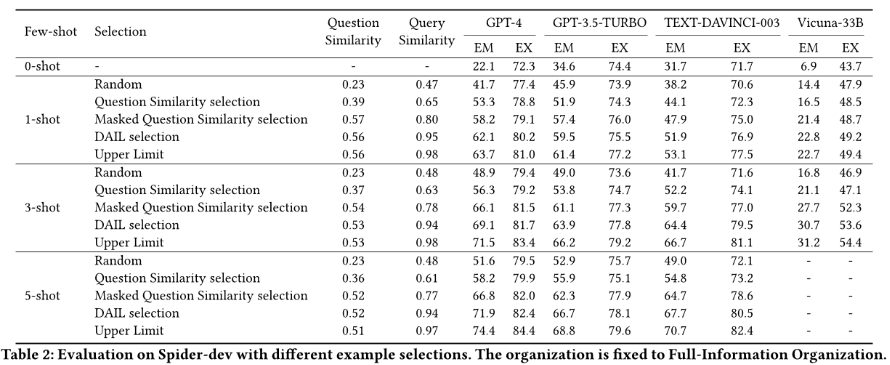 Few-shot Selection Question Similarity Query Similarity GPT-4 GPT-3.5-TURBO TEXT-DAVINCI-003 Vicuna-33B
EM EX EM EX EM EX EM EX
0-shot - - - 22.1 72.3 34.6 74.4 31.7 71.7 6.9 43.7
1-shot
Random 0.23 0.47 41.7 77.4 45.9 73.9 38.2 70.6 14.4 47.9
Question Similarity selection 0.39 0.65 53.3 78.8 51.9 74.3 44.1 72.3 16.5 48.5
Masked Question Similarity selection 0.57 0.80 58.2 79.1 57.4 76.0 47.9 75.0 21.4 48.7
DAIL selection 0.56 0.95 62.1 80.2 59.5 75.5 51.9 76.9 22.8 49.2
Upper Limit 0.56 0.98 63.7 81.0 61.4 77.2 53.1 77.5 22.7 49.4
3-shot
Random 0.23 0.48 48.9 79.4 49.0 73.6 41.7 71.6 16.8 46.9
Question Similarity selection 0.37 0.63 56.3 79.2 53.8 74.7 52.2 74.1 21.1 47.1
Masked Question Similarity selection 0.54 0.78 66.1 81.5 61.1 77.3 59.7 77.0 27.7 52.3
DAIL selection 0.53 0.94 69.1 81.7 63.9 77.8 64.4 79.5 30.7 53.6
Upper Limit 0.53 0.98 71.5 83.4 66.2 79.2 66.7 81.1 31.2 54.4
5-shot
Random 0.23 0.48 51.6 79.5 52.9 75.7 49.0 72.1 - -
Question Similarity selection 0.36 0.61 58.2 79.9 55.9 75.1 54.8 73.2 - -
Masked Question Similarity selection 0.52 0.77 66.8 82.0 62.3 77.9 64.7 78.6 - -
DAIL selection 0.52 0.94 71.9 82.4 66.7 78.1 67.7 80.5 - -
Upper Limit 0.51 0.97 74.4 84.4 68.8 79.6 70.7 82.4 - -
Table 2: Evaluation on Spider-dev with different example selections. The organization is fixed to Full-Information Organization.